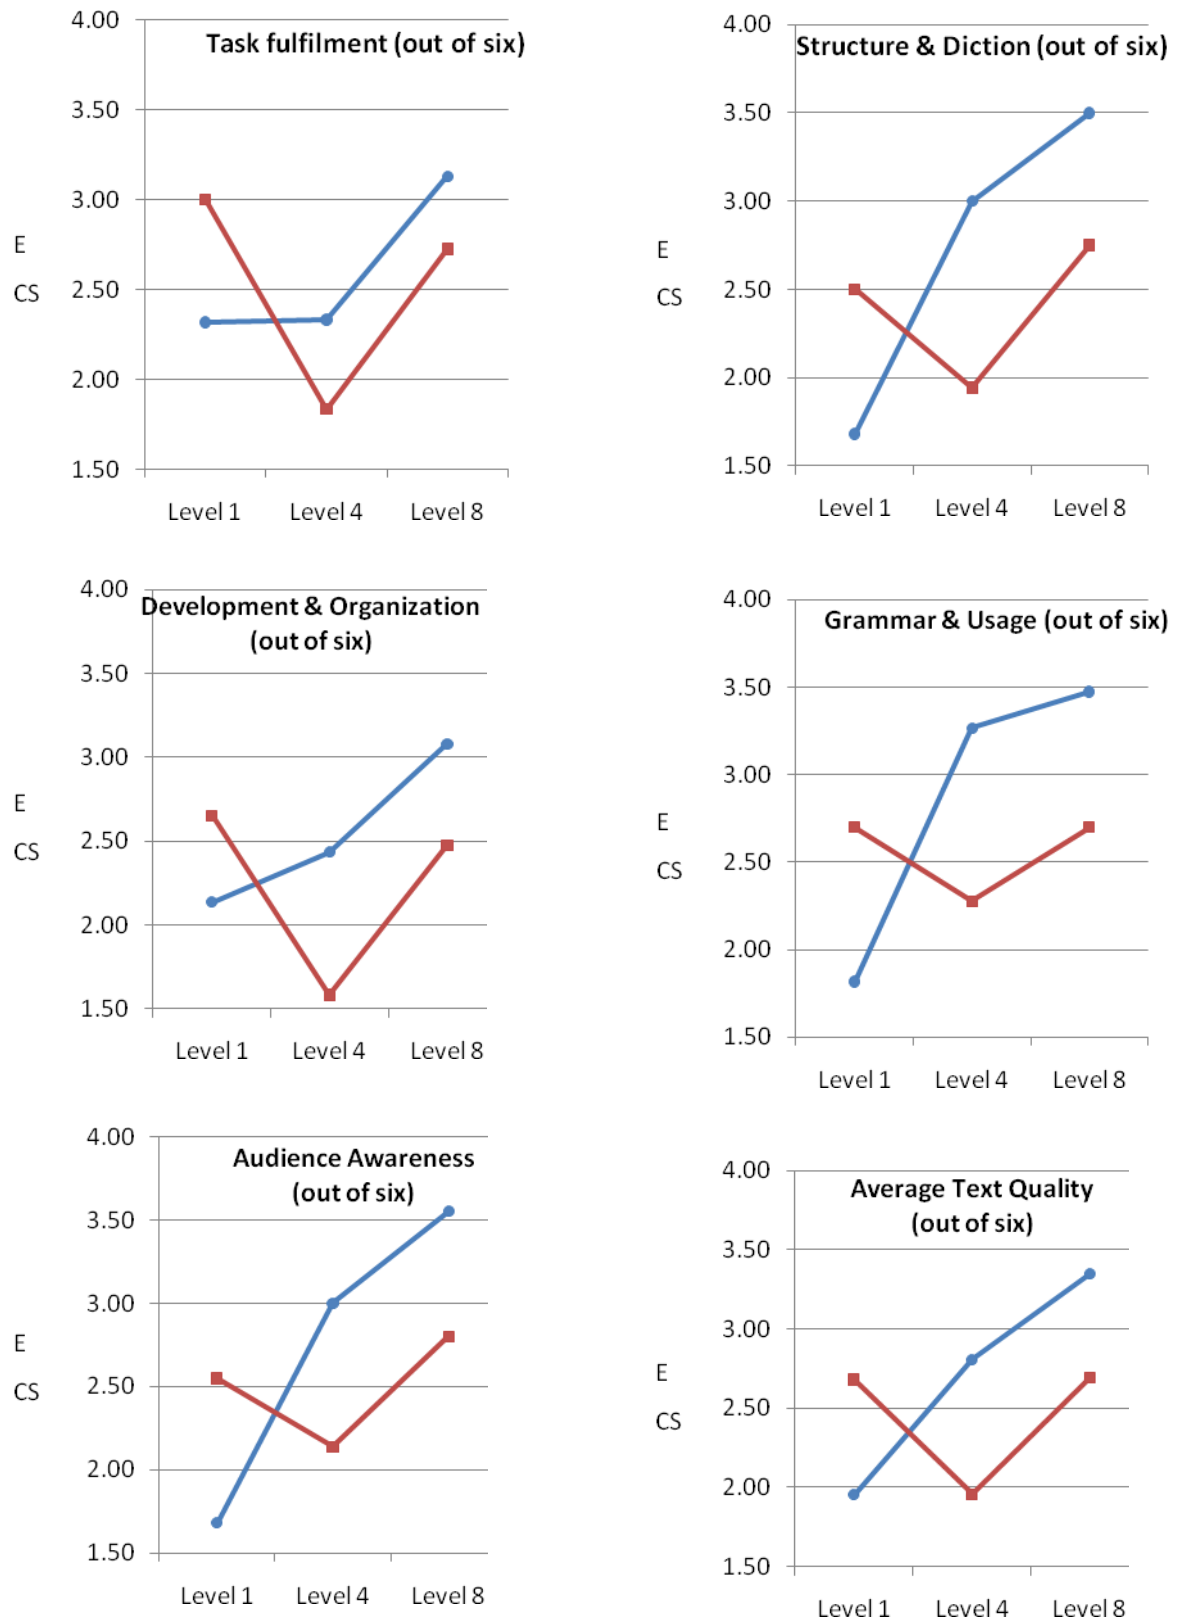 4.00
Task fulfilment (out of six)
3.50
3.00
E
CS
2.50
2.00
1.50
Level 1 Level 4 Level 8
4.00
Structure & Diction (out of six)
3.50
3.00
E
CS
2.50
2.00
1.50
Level 1 Level 4 Level 8
4.00
Development & Organization
(out of six)
3.50
3.00
E
CS
2.50
2.00
1.50
Level 1 Level 4 Level 8
4.00
Grammar & Usage (out of six)
3.50
3.00
E
CS
2.50
2.00
1.50
Level 1 Level 4 Level 8
4.00
Audience Awareness
(out of six)
3.50
3.00
E
CS
2.50
2.00
1.50
Level 1 Level 4 Level 8
4.00
Average Text Quality
(out of six)
3.50
3.00
E
CS
2.50
2.00
1.50
Level 1 Level 4 Level 8